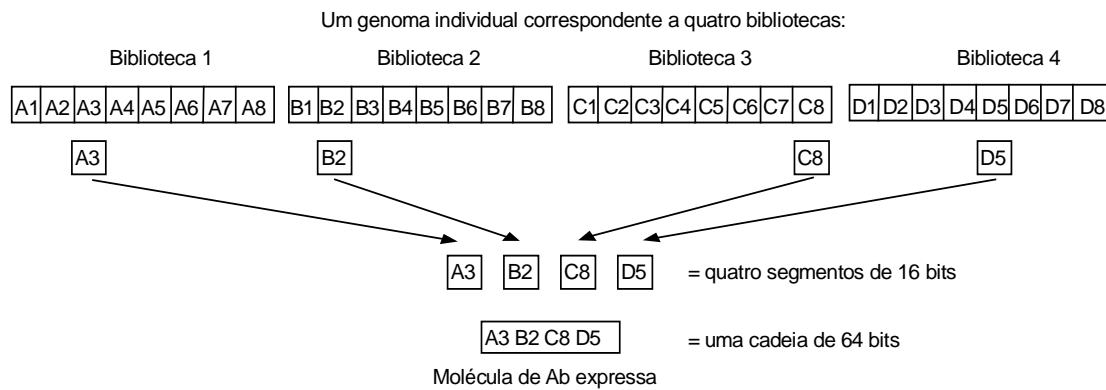 Um genoma individual correspondente a quatro bibliotecas:
Biblioteca 1 Biblioteca 2 Biblioteca 3 Biblioteca 4
A1 A2 A3 A4 A5 A6 A7 A8 B1 B2 B3 B4 B5 B6 B7 B8 C1 C2 C3 C4 C5 C6 C7 C8 D1 D2 D3 D4 D5 D6 D7 D8
A3 B2 C8 D5
A3 B2 C8 D5 = quatro segmentos de 16 bits
A3 B2 C8 D5 = uma cadeia de 64 bits
Molécula de Ab expressa